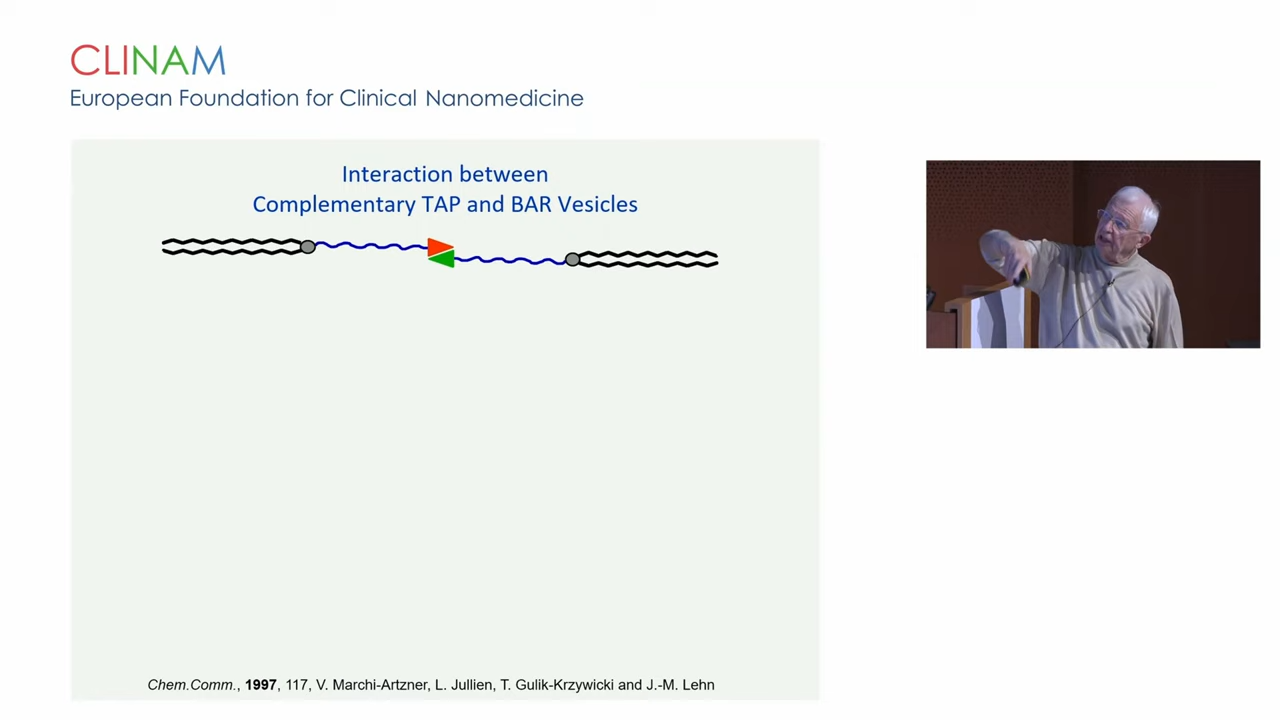 CLINAM
European Foundation for Clinical Nanomedicine
Interaction between
Complementary TAP and BAR Vesicles
Chem.Comm., 1997, 117, V. Marchi-Artzner, L. Jullien, T. Gulik-Krzywicki and J.-M. Lehn